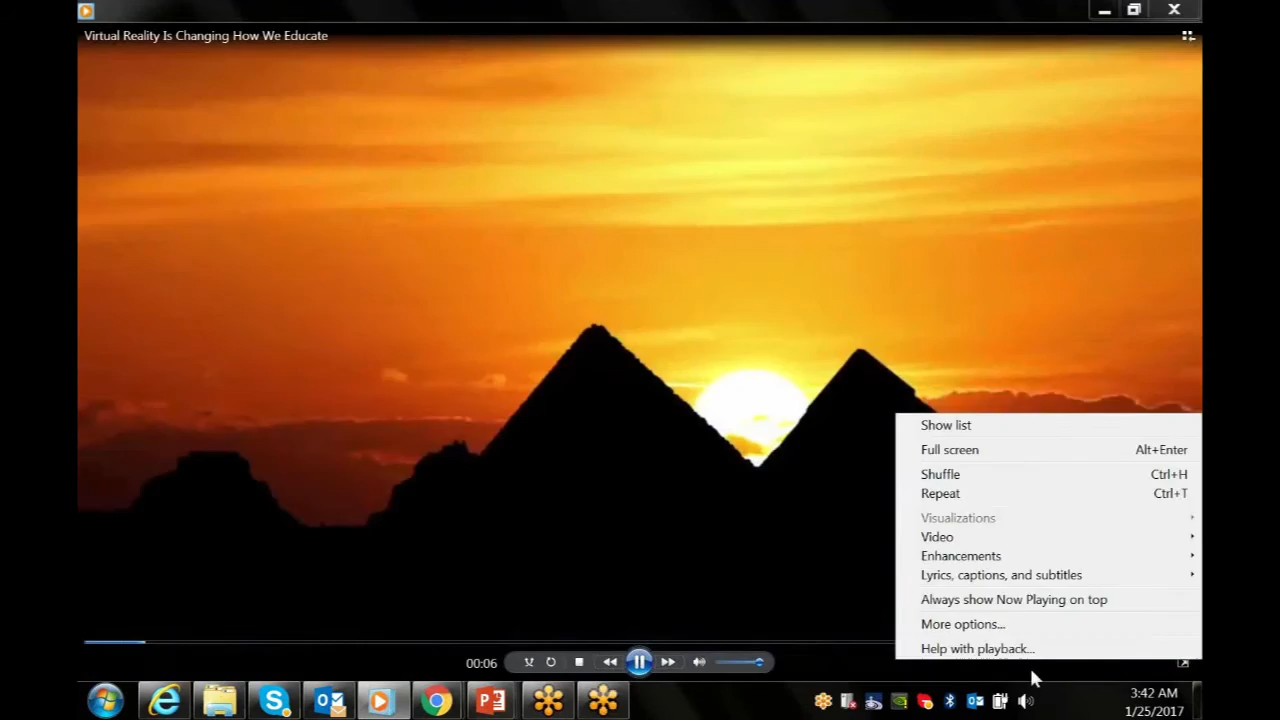 Virtual Reality Is Changing How We Educate
Show list
Full screen Alt+Enter
Shuffle Ctrl+H
Repeat Ctrl+T
Visualizations
Video
Enhancements
Lyrics, captions, and subtitles
Always show Now Playing on top
More options...
Help with playback...
00:06
3:42 AM
1/25/2017